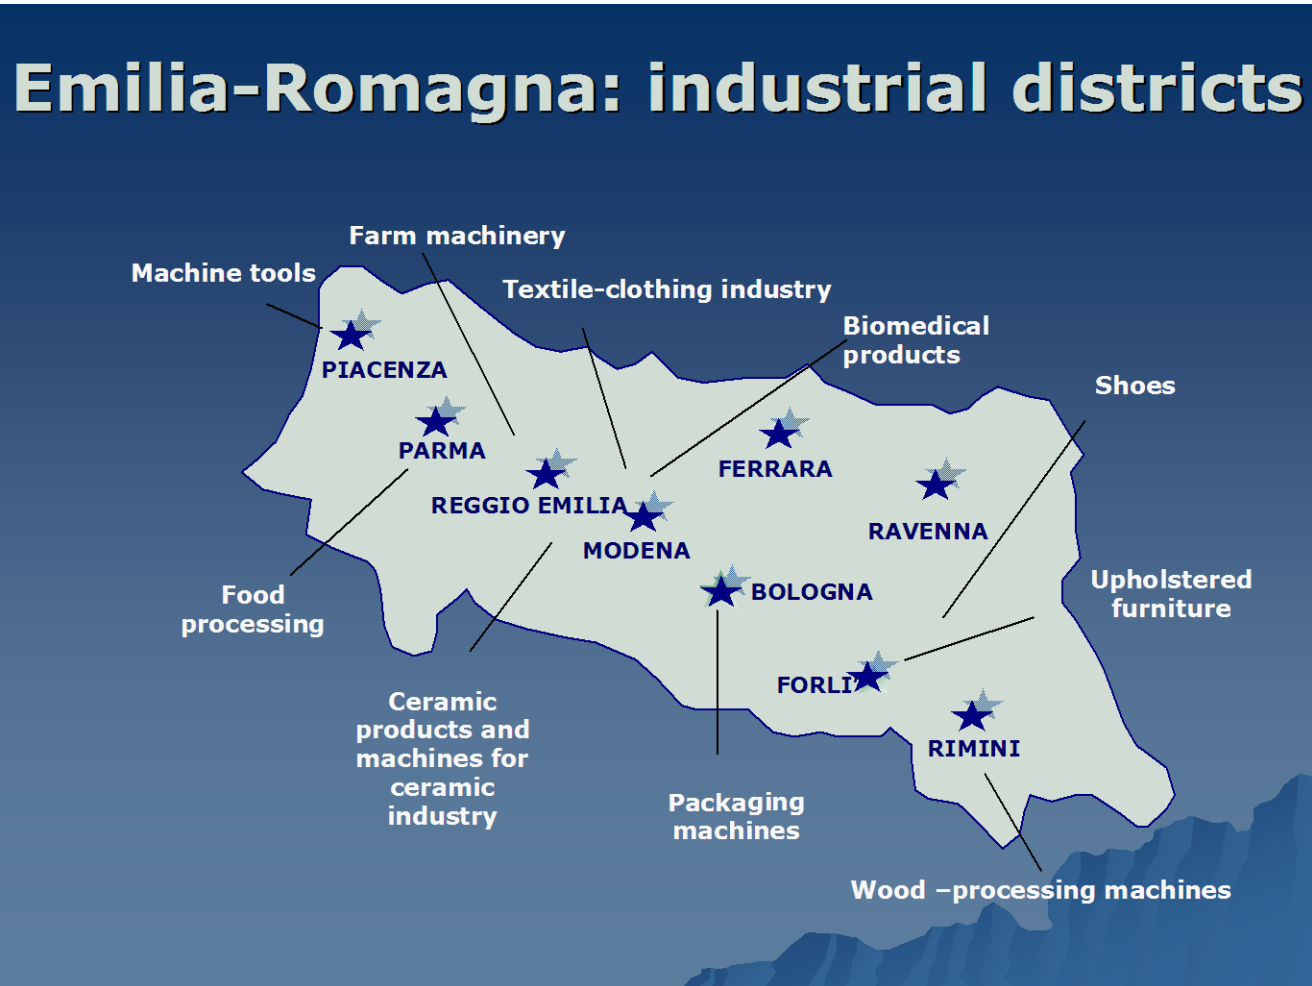 Emilia-Romagna: industrial districts
Farm machinery
Machine tools
Textile-clothing industry
Biomedical
products
Shoes
PIACENZA
PARMA
FERRARA
REGGIO EMILIA
RAVENNA
MODENA
BOLOGNA
Upholstered
furniture
Food
processing
FORLI'
Ceramic
products and
machines for
ceramic
industry
RIMINI
Packaging
machines
Wood –processing machines